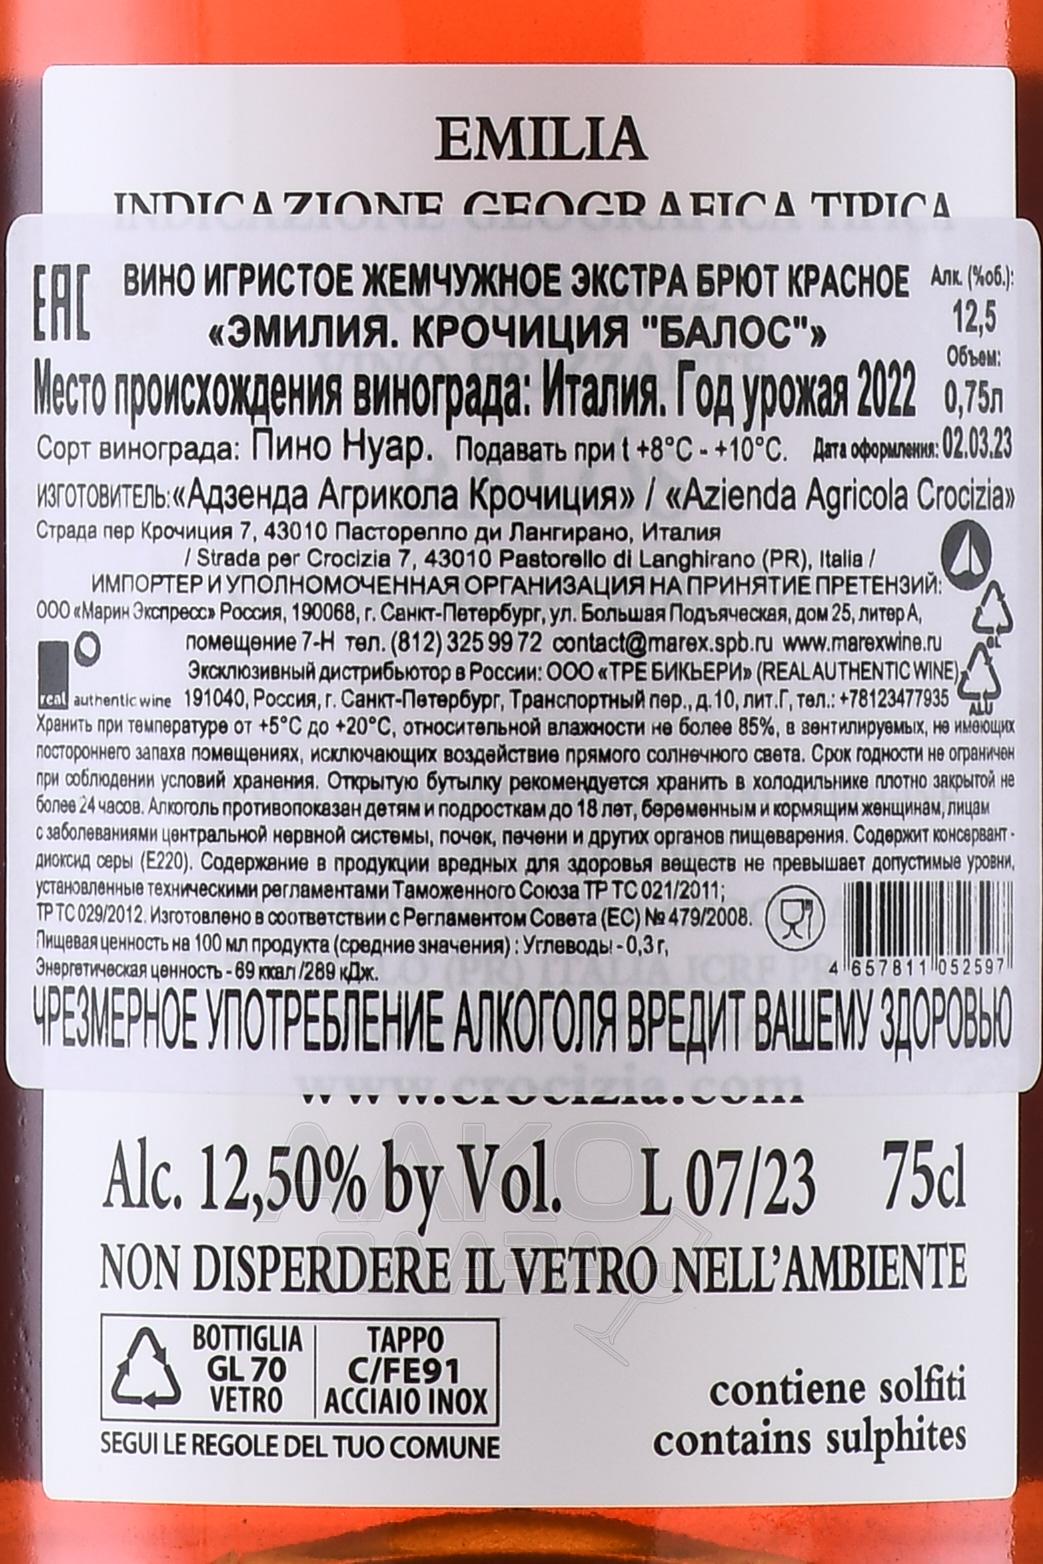 EMILIA
INDICAZIONE GEOGRAFICA TIPICA
EAC
ВИНО ИГРИСТОЕ ЖЕМЧУЖНОЕ ЭКСТРА БРЮТ КРАСНОЕ
Алк. (%об.):
«ЭМИЛИЯ. КРОЧИЦИЯ "БАЛОС"»
12,5
Объем:
Место происхождения винограда: Италия. Год урожая 2022
0,75л
Сорт винограда: Пино Нуар. Подавать при t +8°C - +10°C. Дата оформления: 02.03.23
ИЗГОТОВИТЕЛЬ: «Адзенда Агрикола Крочиция» / «Azienda Agricola Crocizia»
Страда пер Крочиция 7, 43010 Пасторелло ди Лангирано, Италия
/ Strada per Crocizia 7, 43010 Pastorello di Langhirano (PR), Italia /
ИМПОРТЕР И УПОЛНОМОЧЕННАЯ ОРГАНИЗАЦИЯ НА ПРИНЯТИЕ ПРЕТЕНЗИЙ:
ООО «Марин Экспресс» Россия, 190068, г. Санкт-Петербург, ул. Большая Подъяческая, дом 25, литер А,
помещение 7-Н тел. (812) 325 99 72 contact@marex.spb.ru www.marexwine.ru
GL
Эксклюзивный дистрибьютор в России: ООО «ТРЕ БИКЬЕРИ» (REAL AUTHENTIC WINE)
real authentic wine
191040, Россия, г. Санкт-Петербург, Транспортный пер., д.10, лит.Г, тел.: +78123477935
ALU
Хранить при температуре от +5°C до +20°C, относительной влажности не более 85%, в вентилируемых, не имеющих
постороннего запаха помещениях, исключающих воздействие прямого солнечного света. Срок годности не ограничен
при соблюдении условий хранения. Открытую бутылку рекомендуется хранить в холодильнике плотно закрытой не
более 24 часов. Алкоголь противопоказан детям и подросткам до 18 лет, беременным и кормящим женщинам, лицам
с заболеваниями центральной нервной системы, почек, печени и других органов пищеварения. Содержит консервант -
диоксид серы (Е220). Содержание в продукции вредных для здоровья веществ не превышает допустимые уровни,
установленные техническими регламентами Таможенного Союза ТР ТС 021/2011;
ТР ТС 029/2012. Изготовлено в соответствии с Регламентом Совета (ЕС) № 479/2008.
Пищевая ценность на 100 мл продукта (средние значения) : Углеводы - 0,3 г,
Энергетическая ценность - 69 ккал /289 кДж.
4 657811 052597
ЧРЕЗМЕРНОЕ УПОТРЕБЛЕНИЕ АЛКОГОЛЯ ВРЕДИТ ВАШЕМУ ЗДОРОВЬЮ
www.crocizia.com
Alc. 12,50% by Vol. L 07/23 75cl
NON DISPERDERE IL VETRO NELL'AMBIENTE
BOTTIGLIA
GL 70
VETRO
TAPPO
C/FE91
ACCIAIO INOX
SEGUI LE REGOLE DEL TUO COMUNE
contiene solfiti
contains sulphites